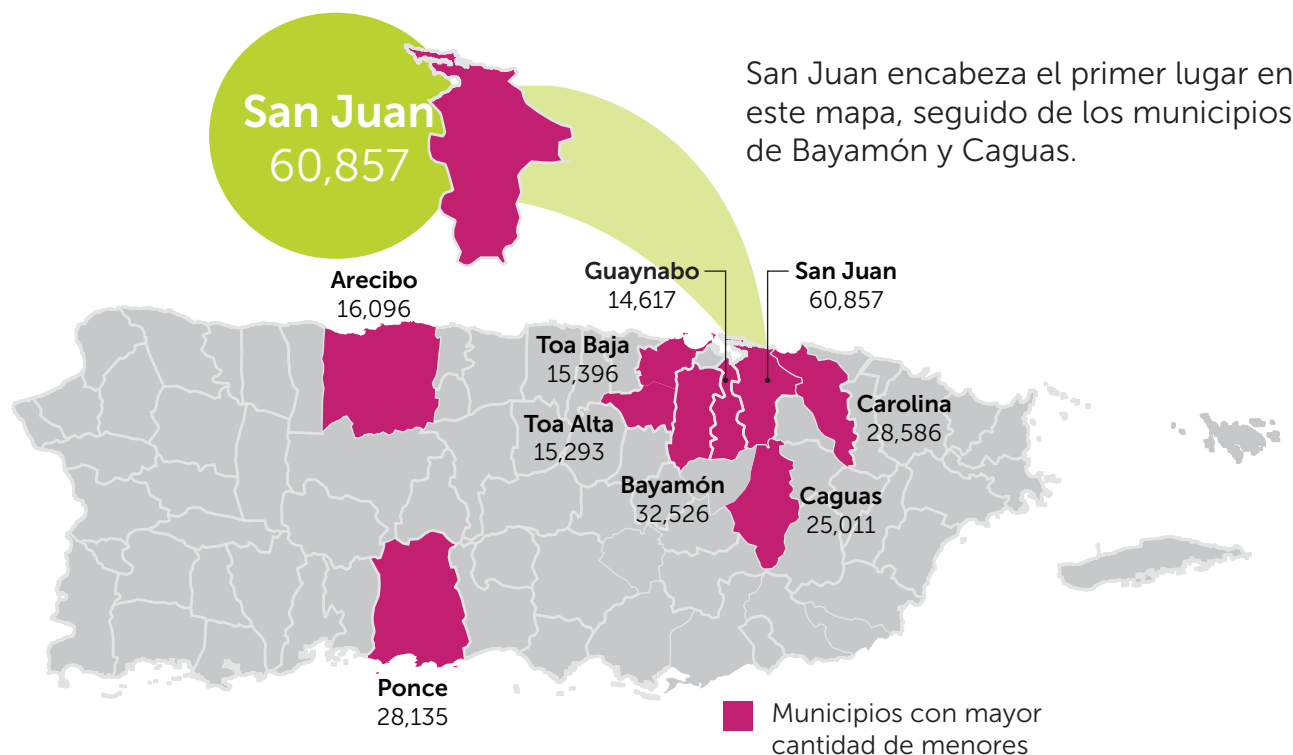 San Juan
60,857
San Juan encabeza el primer lugar en
este mapa, seguido de los municipios
de Bayamón y Caguas.
Arecibo
16,096
Guaynabo
14,617
San Juan
60,857
Toa Baja
15,396
Toa Alta
15,293
Carolina
28,586
Bayamón
32,526
Caguas
25,011
Ponce
28,135
Municipios con mayor
cantidad de menores